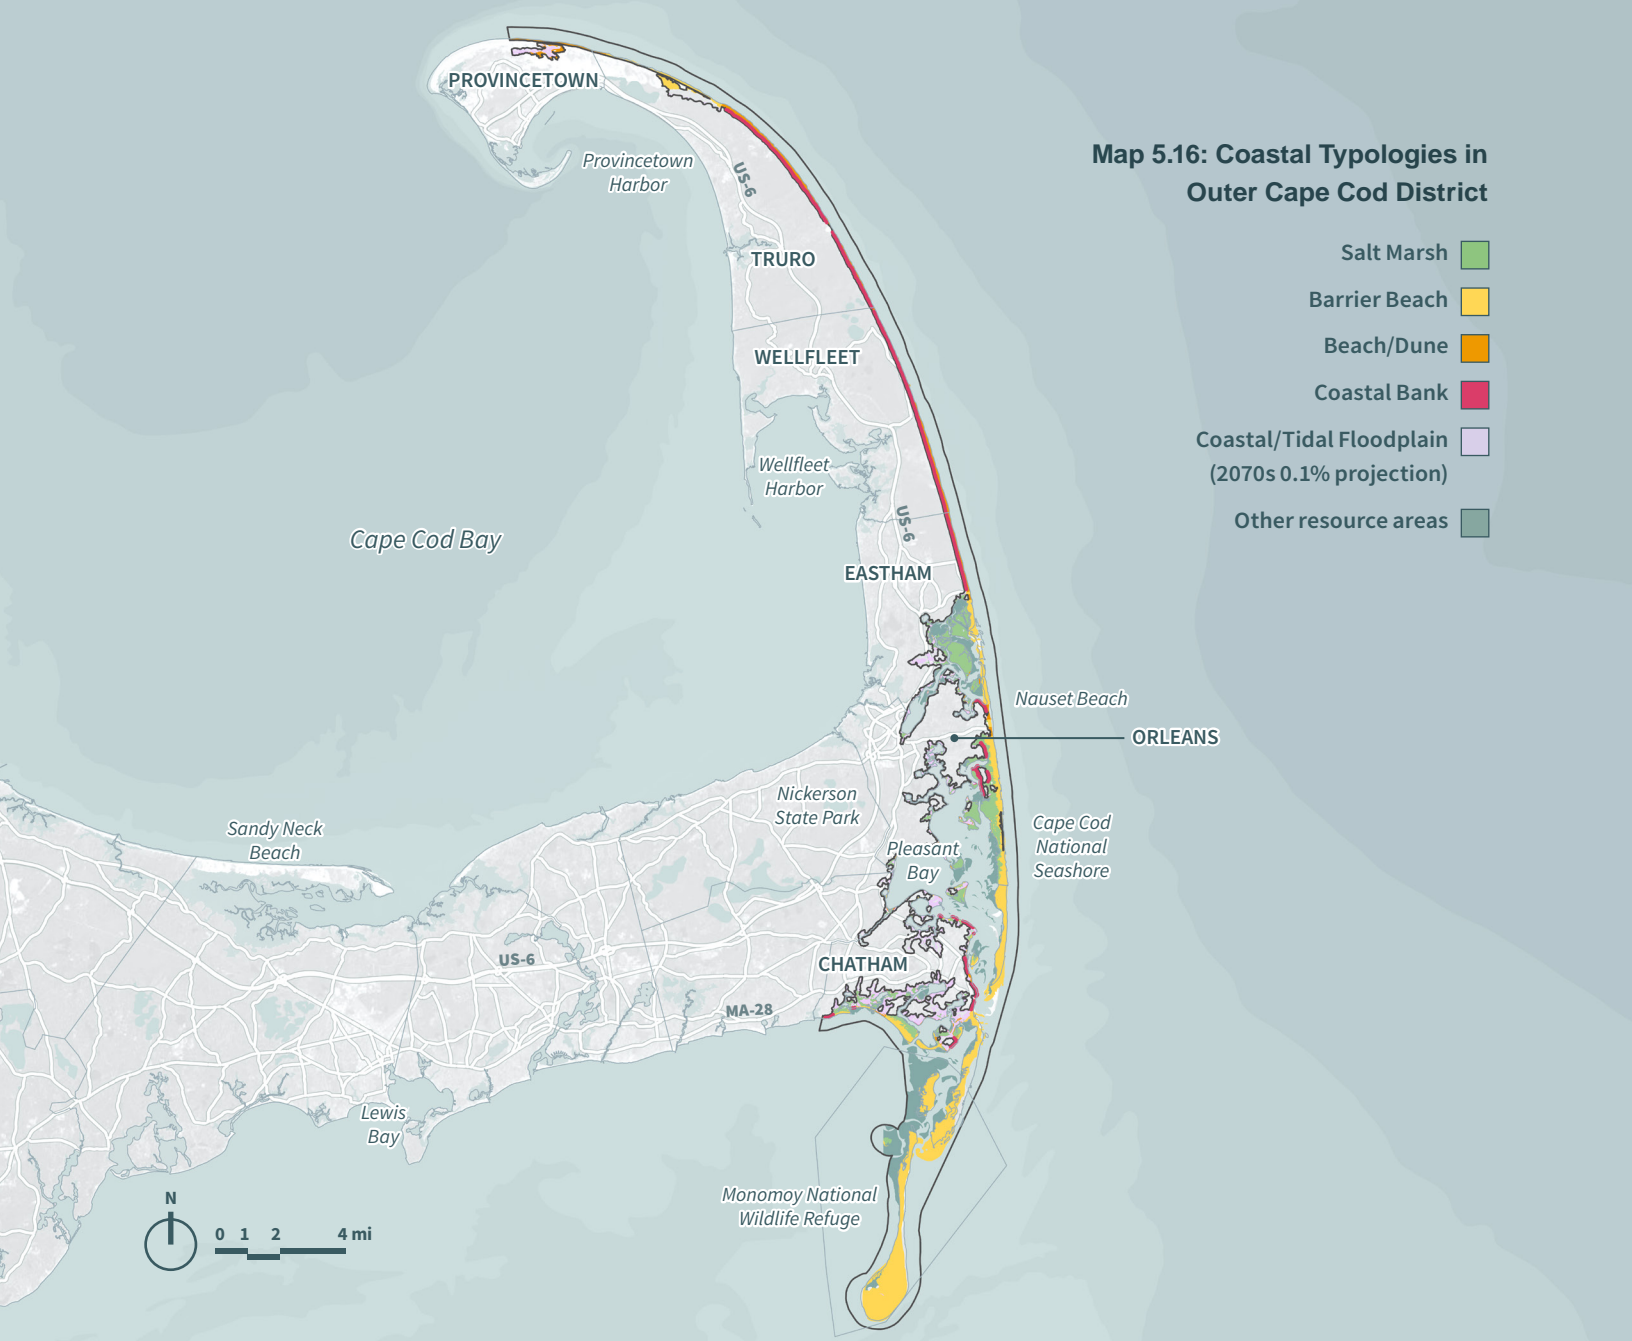 Map 5.16: Coastal Typologies in
Outer Cape Cod District
Salt Marsh
Barrier Beach
Beach/Dune
Coastal Bank
Coastal/Tidal Floodplain
(2070s 0.1% projection)
Other resource areas
PROVINCETOWN
Provincetown
Harbor
US-6
TRURO
WELLFLEET
Wellfleet
Harbor
US-6
Cape Cod Bay
EASTHAM
Nauset Beach
ORLEANS
Nickerson
State Park
Sandy Neck
Beach
Pleasant
Bay
Cape Cod
National
Seashore
US-6
CHATHAM
MA-28
Lewis
Bay
Monomoy National
Wildlife Refuge
N
0 1 2 4 mi